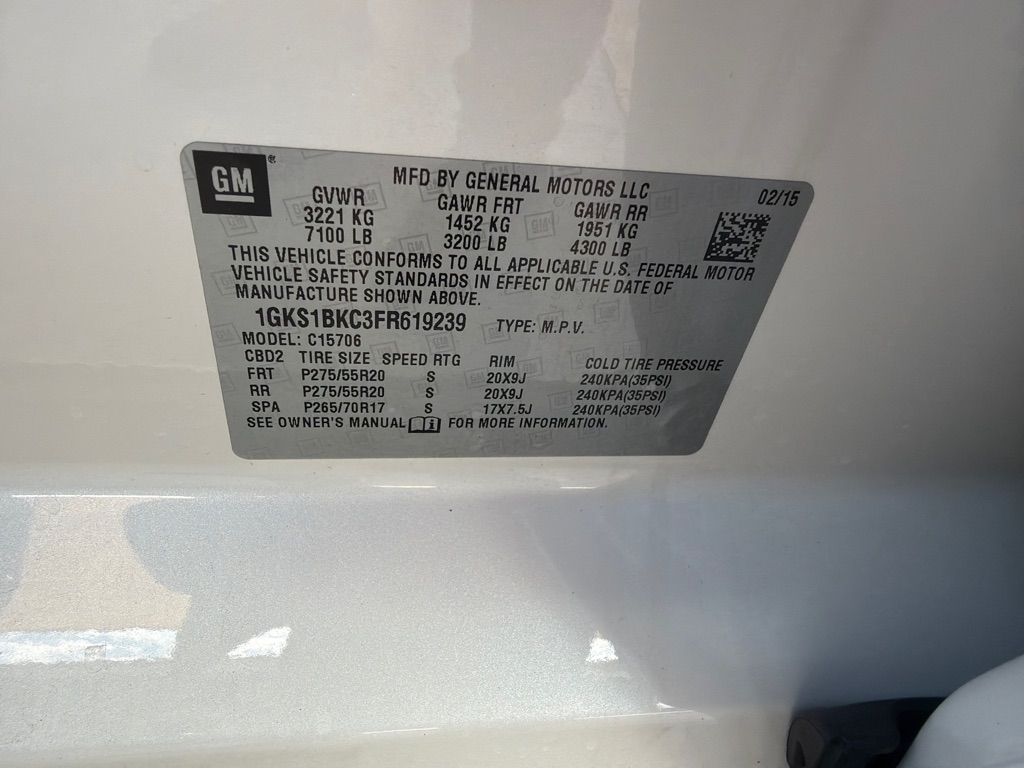 GM®
MFD BY GENERAL MOTORS LLC
02/15
GVWR GAWR FRT GAWR RR
3221 KG 1452 KG 1951 KG
7100 LB 3200 LB 4300 LB
THIS VEHICLE CONFORMS TO ALL APPLICABLE U.S. FEDERAL MOTOR
VEHICLE SAFETY STANDARDS IN EFFECT ON THE DATE OF
MANUFACTURE SHOWN ABOVE.
1GKS1BKC3FR619239 TYPE: M.P.V.
MODEL: C15706
CBD2 TIRE SIZE SPEED RTG RIM COLD TIRE PRESSURE
FRT P275/55R20 S 20X9J 240KPA(35PSI)
RR P275/55R20 S 20X9J 240KPA(35PSI)
SPA P265/70R17 S 17X7.5J 240KPA(35PSI)
SEE OWNER'S MANUAL i FOR MORE INFORMATION.